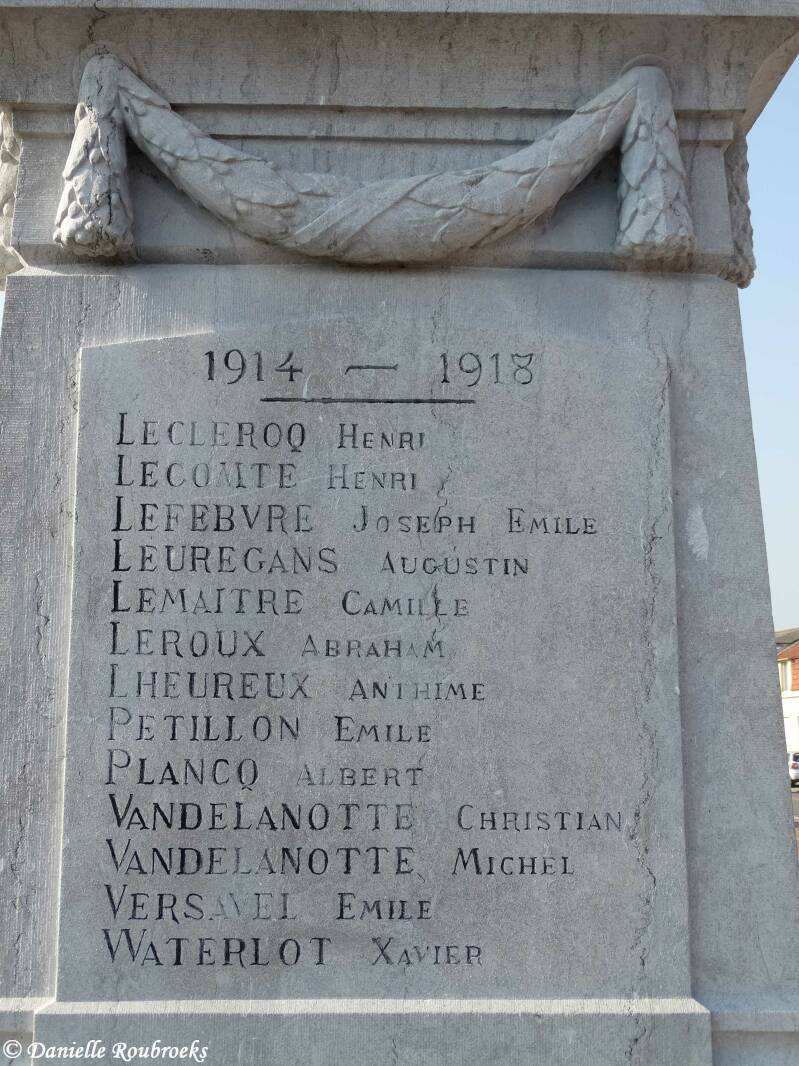 1914 — 1918
LECLERCQ HENRI
LECOMTE HENRI
LEFEBVRE JOSEPH EMILE
LEUREGANS AUGUSTIN
LEMAITRE CAMILLE
LEROUX ABRAHAM
LHEUREUX ANTHIME
PETILLON EMILE
PLANCQ ALBERT
VANDELANOTTE CHRISTIAN
VANDELANOTTE MICHEL
VERSAVEL EMILE
WATERLOT XAVIER
© Danielle Roubroeks